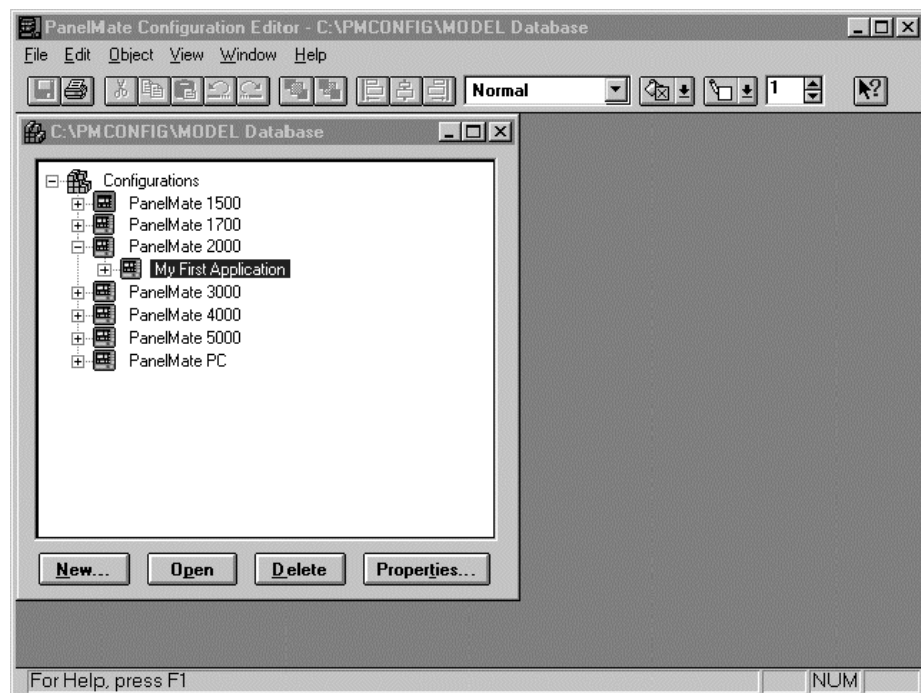 PanelMate Configuration Editor - C:\PMCONFIG\MODEL Database
File Edit Object View Window Help
Normal 1
C:\PMCONFIG\MODEL Database
Configurations
PanelMate 1500
PanelMate 1700
PanelMate 2000
My First Application
PanelMate 3000
PanelMate 4000
PanelMate 5000
PanelMate PC
New... Open Delete Properties...
For Help, press F1 NUM